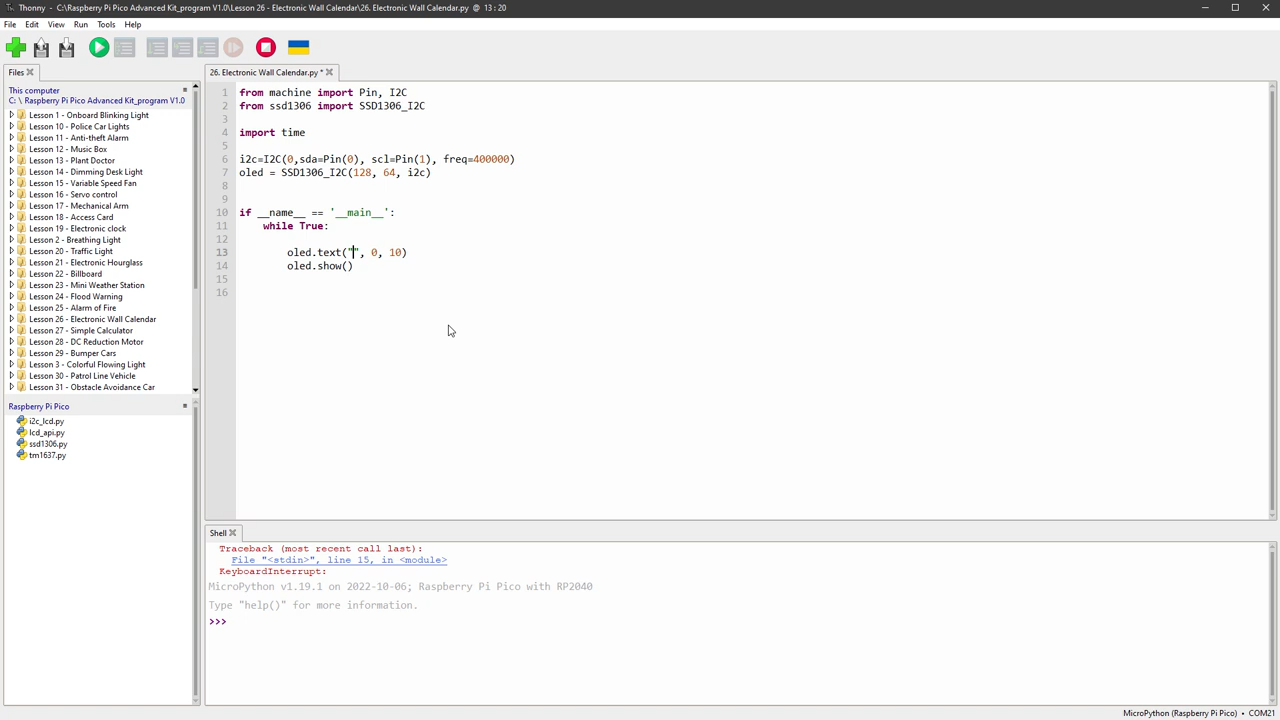 Thonny - C:\Raspberry Pi Pico Advanced Kit_program V1.0\Lesson 26 - Electronic Wall Calendar\26. Electronic Wall Calendar.py @ 13 : 20
File Edit View Run Tools Help
Files
26. Electronic Wall Calendar.py *
This computer
C: \ Raspberry Pi Pico Advanced Kit_program V1.0
Lesson 1 - Onboard Blinking Light
Lesson 10 - Police Car Lights
Lesson 11 - Anti-theft Alarm
Lesson 12 - Music Box
Lesson 13 - Plant Doctor
Lesson 14 - Dimming Desk Light
Lesson 15 - Variable Speed Fan
Lesson 16 - Servo control
Lesson 17 - Mechanical Arm
Lesson 18 - Access Card
Lesson 19 - Electronic clock
Lesson 2 - Breathing Light
Lesson 20 - Traffic Light
Lesson 21 - Electronic Hourglass
Lesson 22 - Billboard
Lesson 23 - Mini Weather Station
Lesson 24 - Flood Warning
Lesson 25 - Alarm of Fire
Lesson 26 - Electronic Wall Calendar
Lesson 27 - Simple Calculator
Lesson 28 - DC Reduction Motor
Lesson 29 - Bumper Cars
Lesson 3 - Colorful Flowing Light
Lesson 30 - Patrol Line Vehicle
Lesson 31 - Obstacle Avoidance Car
Raspberry Pi Pico
i2c_lcd.py
lcd_api.py
ssd1306.py
tm1637.py
1 from machine import Pin, I2C
2 from ssd1306 import SSD1306_I2C
3
4 import time
5
6 i2c=I2C(0,sda=Pin(0), scl=Pin(1), freq=400000)
7 oled = SSD1306_I2C(128, 64, i2c)
8
9
10 if __name__ == '__main__':
11 while True:
12
13 oled.text("", 0, 10)
14 oled.show()
15
16
Shell
Traceback (most recent call last):
File "<stdin>", line 15, in <module>
KeyboardInterrupt:
MicroPython v1.19.1 on 2022-10-06; Raspberry Pi Pico with RP2040
Type "help()" for more information.
>>>
MicroPython (Raspberry Pi Pico) • COM21